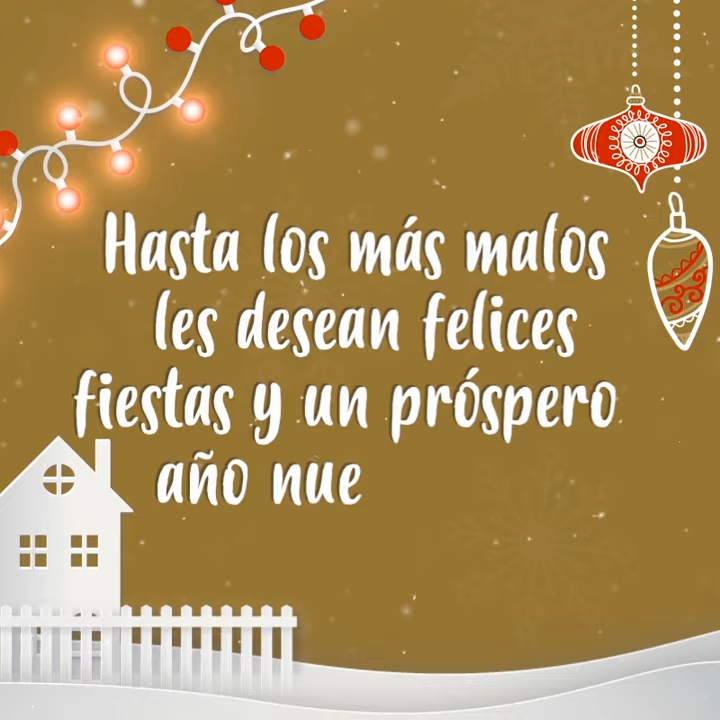 Hasta los más malos
les desean felices
fiestas y un próspero
año nue